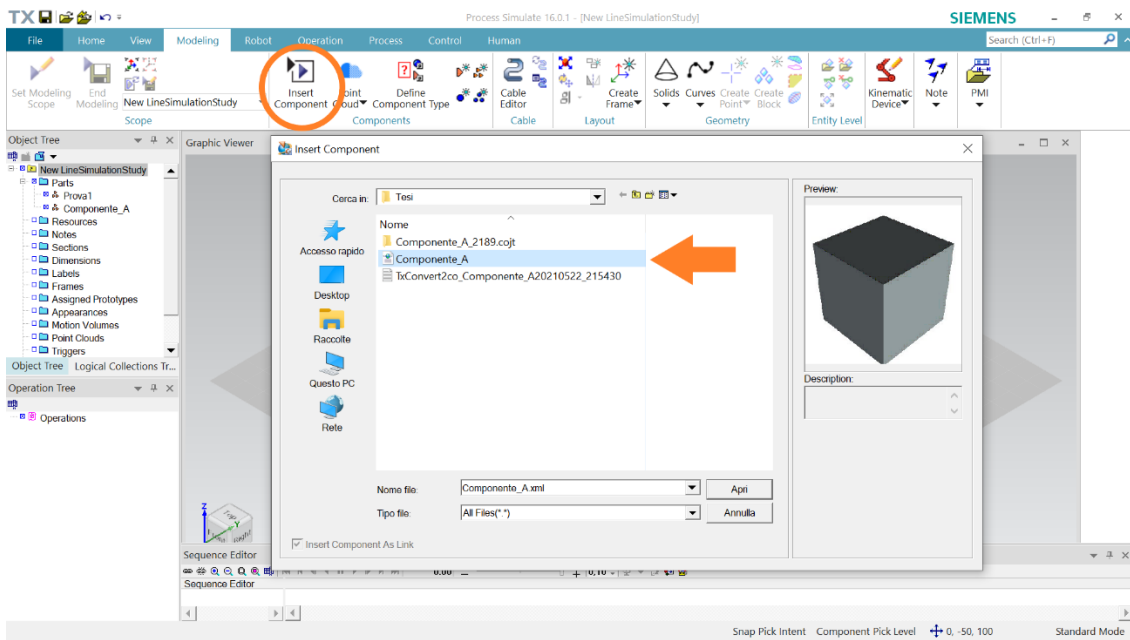 TX
Process Simulate 16.0.1 - [New LineSimulationStudy]
SIEMENS
File Home View Modeling Robot Operation Process Control Human
Search (Ctrl+F)
Set Modeling Scope
End Modeling
New LineSimulationStudy
Insert Component
Cloud
Define Component Type
Cable Editor
Create Frame
Solids
Curves
Create Point
Create Block
Kinematic Device
Note
PMI
Scope
Components
Cable
Layout
Geometry
Entity Level
Object Tree
New LineSimulationStudy
Parts
Prova1
Componente_A
Resources
Notes
Sections
Dimensions
Labels
Frames
Assigned Prototypes
Appearances
Motion Volumes
Point Clouds
Triggers
Object Tree Logical Collections Tr...
Operation Tree
Operations
Graphic Viewer
Insert Component
Cerca in:
Tesi
Accesso rapido
Desktop
Raccolte
Questo PC
Rete
Nome
Componente_A_2189.cojt
Componente_A
TxConvert2co_Componente_A20210522_215430
Nome file:
Componente_A.xml
Apri
Tipo file:
All Files(*.*)
Annulla
Insert Component As Link
Preview:
Description:
Z
Y
Top
Sequence Editor
0,10
Sequence Editor
Snap Pick Intent Component Pick Level 0, -50, 100 Standard Mode